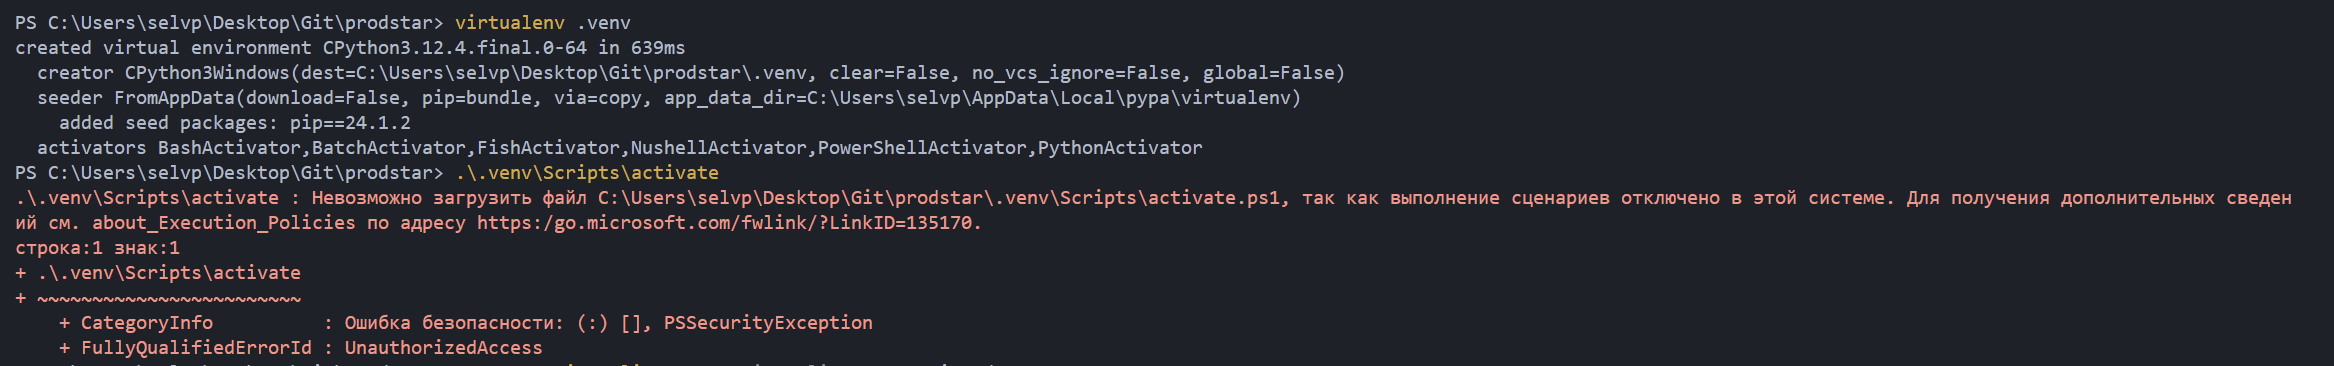 PS C:\Users\selvp\Desktop\Git\prodstar> virtualenv .venv
created virtual environment CPython3.12.4.final.0-64 in 639ms
  creator CPython3Windows(dest=C:\Users\selvp\Desktop\Git\prodstar\.venv, clear=False, no_vcs_ignore=False, global=False)
  seeder FromAppData(download=False, pip=bundle, via=copy, app_data_dir=C:\Users\selvp\AppData\Local\pypa\virtualenv)
    added seed packages: pip==24.1.2
  activators BashActivator,BatchActivator,FishActivator,NushellActivator,PowerShellActivator,PythonActivator
PS C:\Users\selvp\Desktop\Git\prodstar> .\.venv\Scripts\activate
.\.venv\Scripts\activate : Невозможно загрузить файл C:\Users\selvp\Desktop\Git\prodstar\.venv\Scripts\activate.ps1, так как выполнение сценариев отключено в этой системе. Для получения дополнительных сведен
ий см. about_Execution_Policies по адресу https:/go.microsoft.com/fwlink/?LinkID=135170.
строка:1 знак:1
+ .\.venv\Scripts\activate
+ ~~~~~~~~~~~~~~~~~~~~~~~~
    + CategoryInfo          : Ошибка безопасности: (:) [], PSSecurityException
    + FullyQualifiedErrorId : UnauthorizedAccess